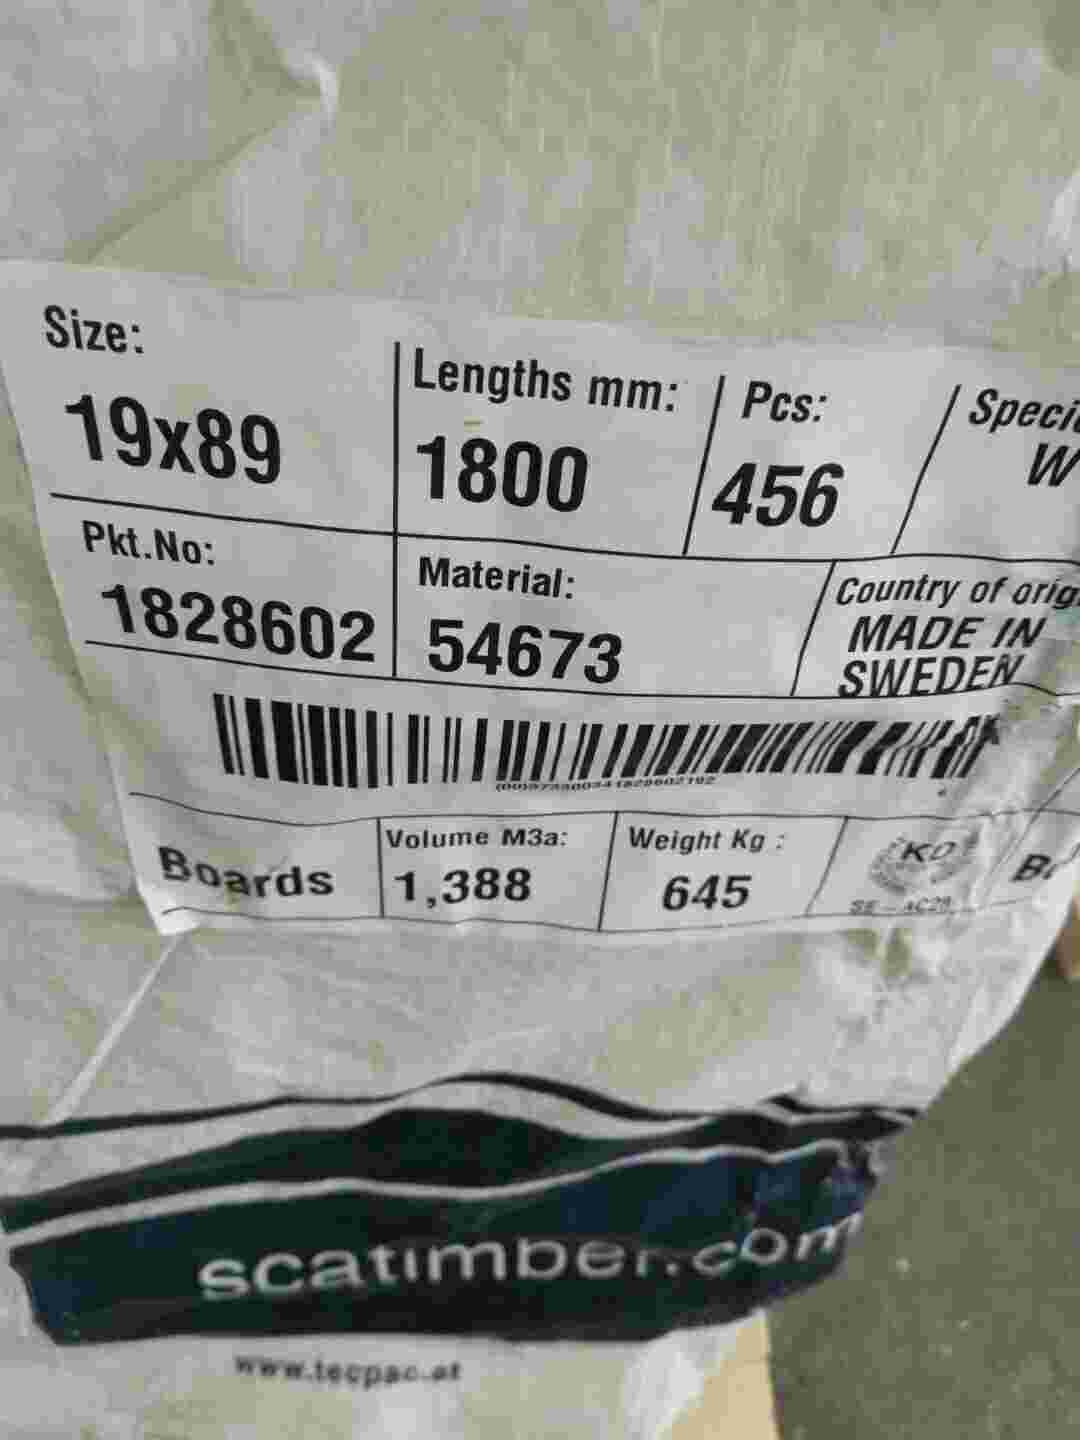 Size:
Lengths mm:
Pcs:
19x89
1800
456
W
Pkt.No:
Material:
Country of
1828602
54673
MADE IN
SWEDEN
Boards
Volume M3a:
1,388
Weight Kg :
645
KD
scatimber.com
www.tecpac.at